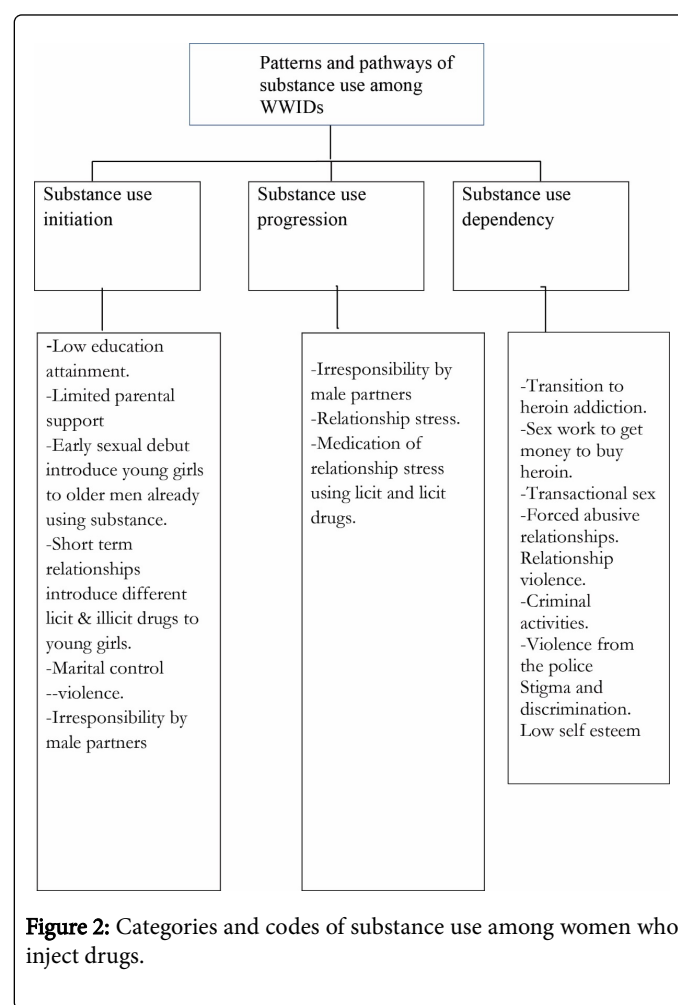 Patterns and pathways of
substance use among
WWIDs
Substance use
initiation
Substance use
progression
Substance use
dependency
-Low education
attainment.
-Limited parental
support
-Early sexual debut
introduce young girls
to older men already
using substance.
-Short term
relationships
introduce different
licit & illicit drugs to
young girls.
-Marital control
--violence.
-Irresponsibility by
male partners
-Irresponsibility by
male partners
-Relationship stress.
-Medication of
relationship stress
using licit and licit
drugs.
-Transition to
heroin addiction.
-Sex work to get
money to buy
heroin.
-Transactional sex
-Forced abusive
relationships.
Relationship
violence.
-Criminal
activities.
-Violence from
the police
Stigma and
discrimination.
Low self esteem
Figure 2: Categories and codes of substance use among women who
inject drugs.